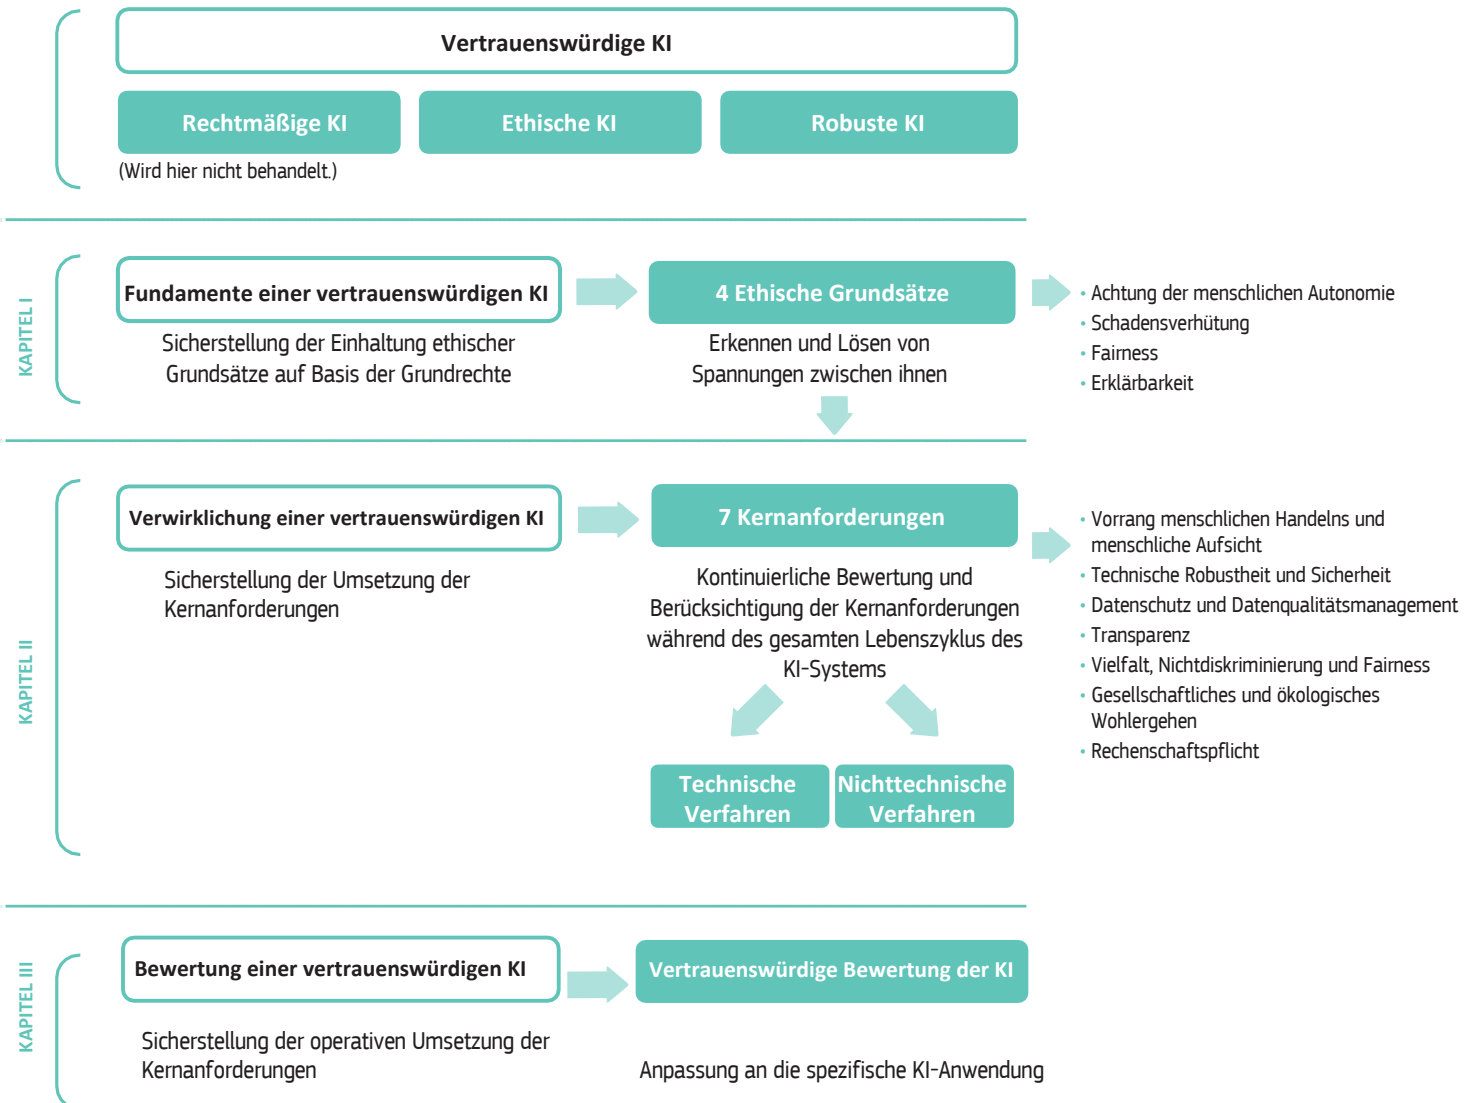 Vertrauenswürdige KI
Rechtmäßige KI
Ethische KI
Robuste KI
(Wird hier nicht behandelt.)
KAPITEL I
Fundamente einer vertrauenswürdigen KI
Sicherstellung der Einhaltung ethischer
Grundsätze auf Basis der Grundrechte
4 Ethische Grundsätze
Erkennen und Lösen von
Spannungen zwischen ihnen
• Achtung der menschlichen Autonomie
• Schadensverhütung
• Fairness
• Erklärbarkeit
KAPITEL II
Verwirklichung einer vertrauenswürdigen KI
Sicherstellung der Umsetzung der
Kernanforderungen
7 Kernanforderungen
Kontinuierliche Bewertung und
Berücksichtigung der Kernanforderungen
während des gesamten Lebenszyklus des
KI-Systems
Technische
Verfahren
Nichttechnische
Verfahren
• Vorrang menschlichen Handelns und
menschliche Aufsicht
• Technische Robustheit und Sicherheit
• Datenschutz und Datenqualitätsmanagement
• Transparenz
• Vielfalt, Nichtdiskriminierung und Fairness
• Gesellschaftliches und ökologisches
Wohlergehen
• Rechenschaftspflicht
KAPITEL III
Bewertung einer vertrauenswürdigen KI
Sicherstellung der operativen Umsetzung der
Kernanforderungen
Vertrauenswürdige Bewertung der KI
Anpassung an die spezifische KI-Anwendung